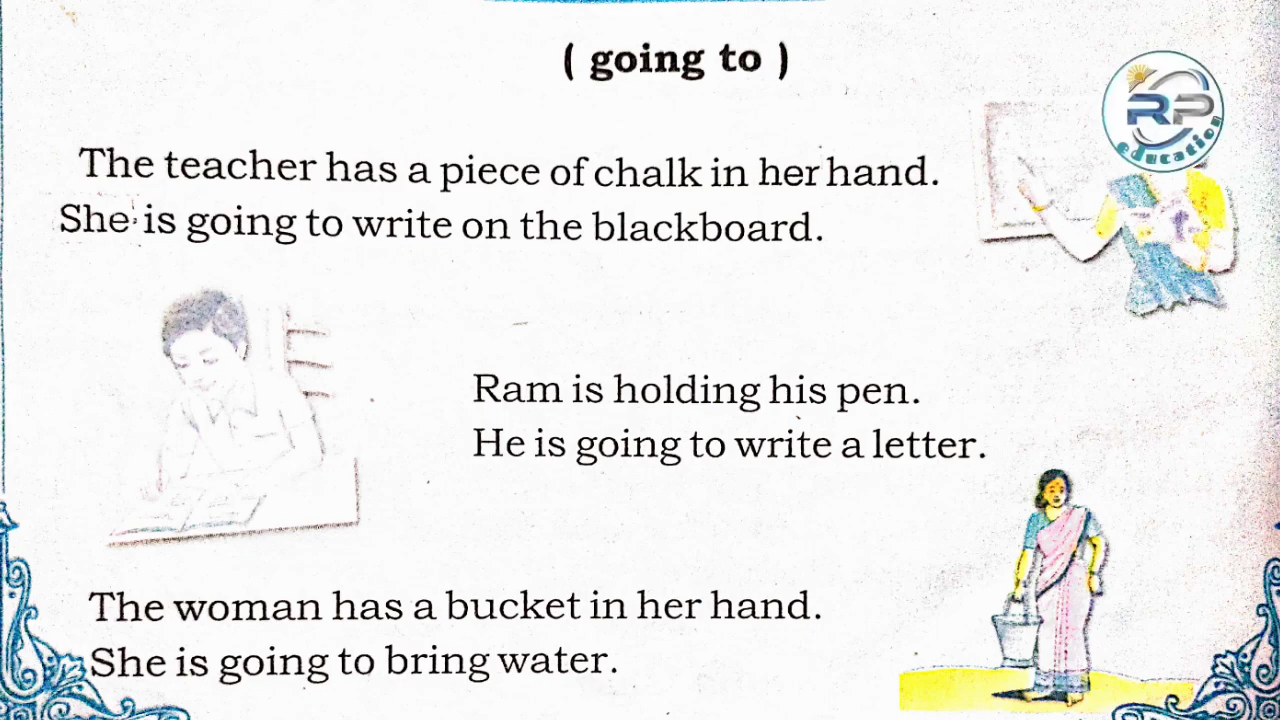 ( going to )
RP
education
The teacher has a piece of chalk in her hand.
She is going to write on the blackboard.
Ram is holding his pen.
He is going to write a letter.
The woman has a bucket in her hand.
She is going to bring water.